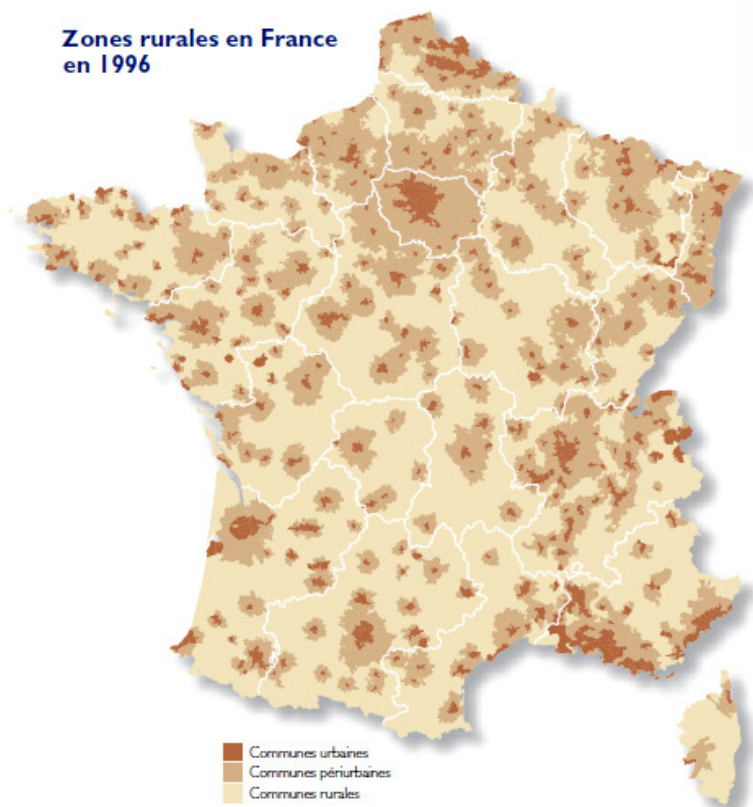 Zones rurales en France
en 1996
Communes urbaines
Communes périurbaines
Communes rurales